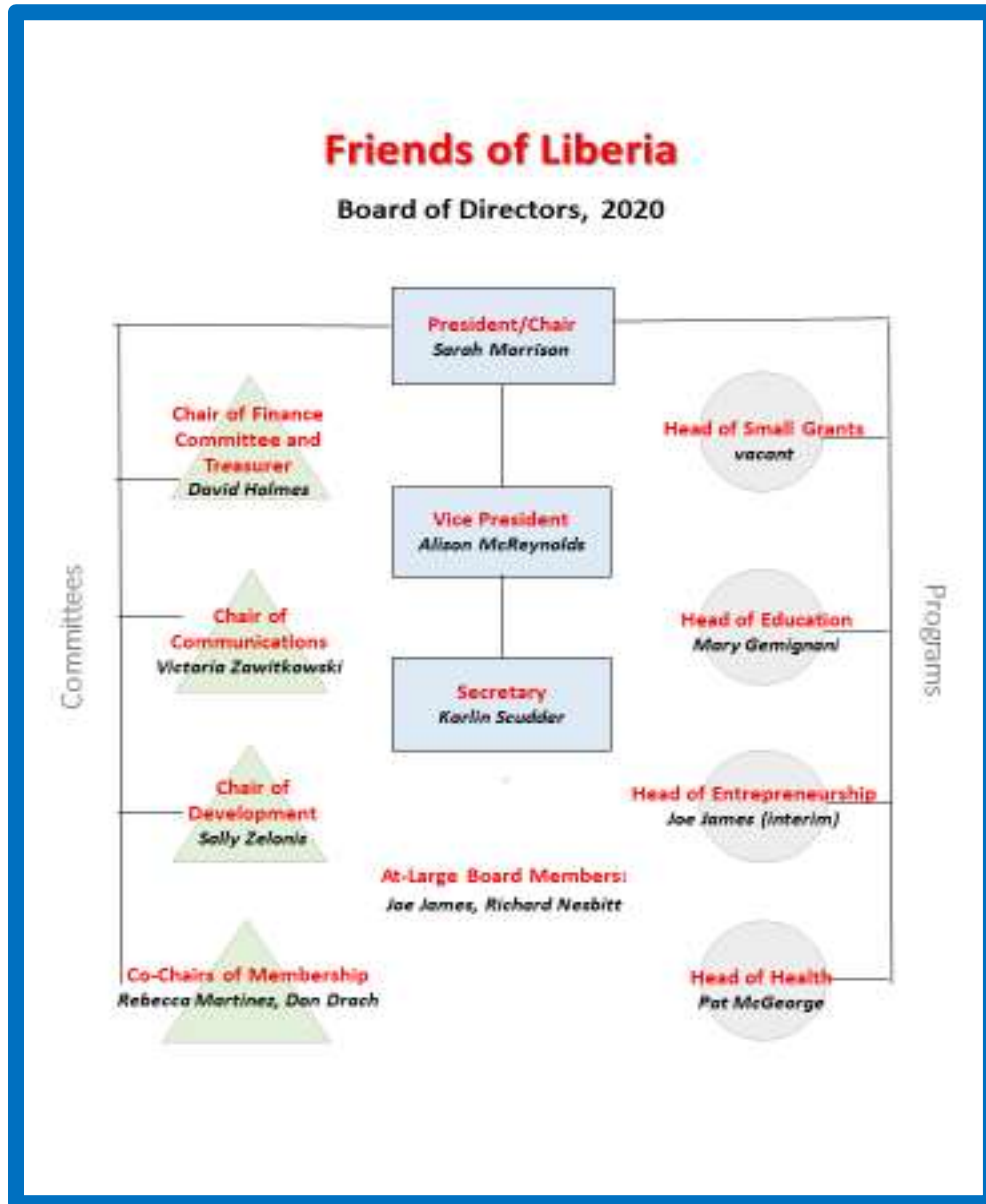 Friends of Liberia
Board of Directors, 2020
President/Chair
Sarah Morrison
Chair of Finance
Committee and
Treasurer
David Holmes
Head of Small Grants
vacant
Vice President
Alison McReynolds
Committees
Programs
Chair of
Communications
Victoria Zawitkowski
Head of Education
Mary Gemignani
Secretary
Karlin Scudder
Chair of
Development
Sally Zelonis
Head of Entrepreneurship
Joe James (interim)
At-Large Board Members:
Joe James, Richard Nesbitt
Co-Chairs of Membership
Rebecca Martinez, Don Drach
Head of Health
Pat McGeorge